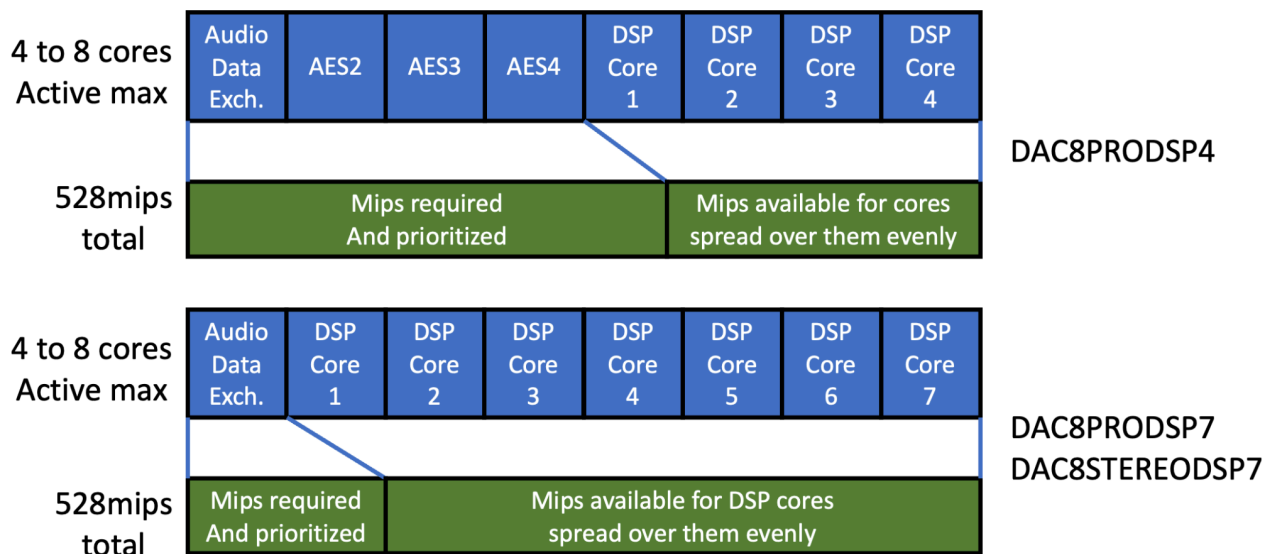 4 to 8 cores
Active max
Audio
Data
Exch.
AES2
AES3
AES4
DSP
Core
1
DSP
Core
2
DSP
Core
3
DSP
Core
4
DAC8PRODSP4
528mips
total
Mips required
And prioritized
Mips available for cores
spread over them evenly
4 to 8 cores
Active max
Audio
Data
Exch.
DSP
Core
1
DSP
Core
2
DSP
Core
3
DSP
Core
4
DSP
Core
5
DSP
Core
6
DSP
Core
7
DAC8PRODSP7
DAC8STEREODSP7
528mips
total
Mips required
And prioritized
Mips available for DSP cores
spread over them evenly